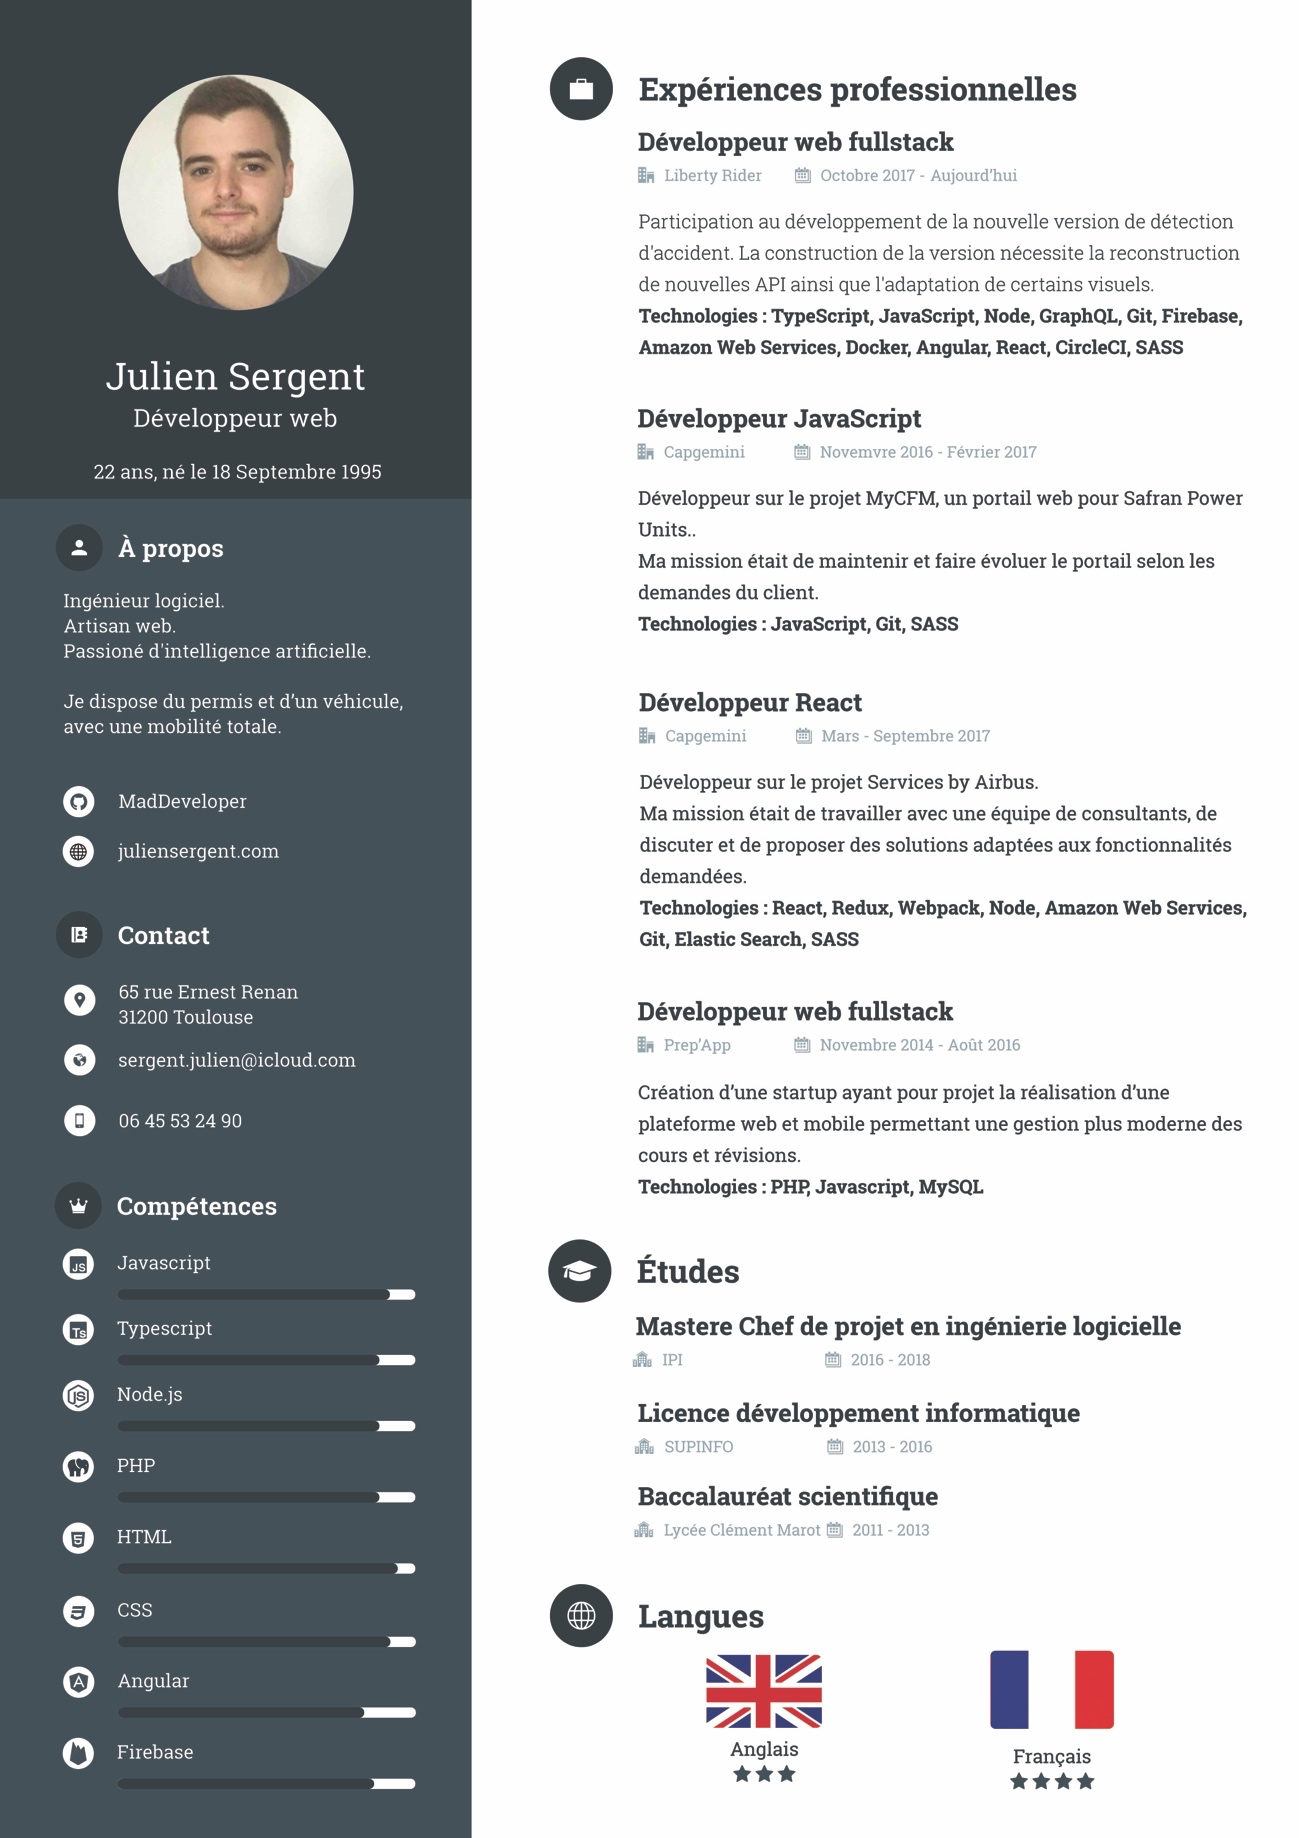 Julien Sergent
Développeur web
22 ans, né le 18 Septembre 1995
À propos
Ingénieur logiciel.
Artisan web.
Passioné d'intelligence artificielle.
Je dispose du permis et d’un véhicule,
avec une mobilité totale.
MadDeveloper
juliensergent.com
Contact
65 rue Ernest Renan
31200 Toulouse
sergent.julien@icloud.com
06 45 53 24 90
Compétences
JS Javascript
Ts Typescript
JS Node.js
PHP
5 HTML
3 CSS
A Angular
Firebase
Expériences professionnelles
Développeur web fullstack
Liberty Rider Octobre 2017 - Aujourd’hui
Participation au développement de la nouvelle version de détection
d'accident. La construction de la version nécessite la reconstruction
de nouvelles API ainsi que l'adaptation de certains visuels.
Technologies : TypeScript, JavaScript, Node, GraphQL, Git, Firebase,
Amazon Web Services, Docker, Angular, React, CircleCI, SASS
Développeur JavaScript
Capgemini Novemvre 2016 - Février 2017
Développeur sur le projet MyCFM, un portail web pour Safran Power
Units..
Ma mission était de maintenir et faire évoluer le portail selon les
demandes du client.
Technologies : JavaScript, Git, SASS
Développeur React
Capgemini Mars - Septembre 2017
Développeur sur le projet Services by Airbus.
Ma mission était de travailler avec une équipe de consultants, de
discuter et de proposer des solutions adaptées aux fonctionnalités
demandées.
Technologies : React, Redux, Webpack, Node, Amazon Web Services,
Git, Elastic Search, SASS
Développeur web fullstack
Prep’App Novembre 2014 - Août 2016
Création d’une startup ayant pour projet la réalisation d’une
plateforme web et mobile permettant une gestion plus moderne des
cours et révisions.
Technologies : PHP, Javascript, MySQL
Études
Mastere Chef de projet en ingénierie logicielle
IPI 2016 - 2018
Licence développement informatique
SUPINFO 2013 - 2016
Baccalauréat scientifique
Lycée Clément Marot 2011 - 2013
Langues
Anglais
Français